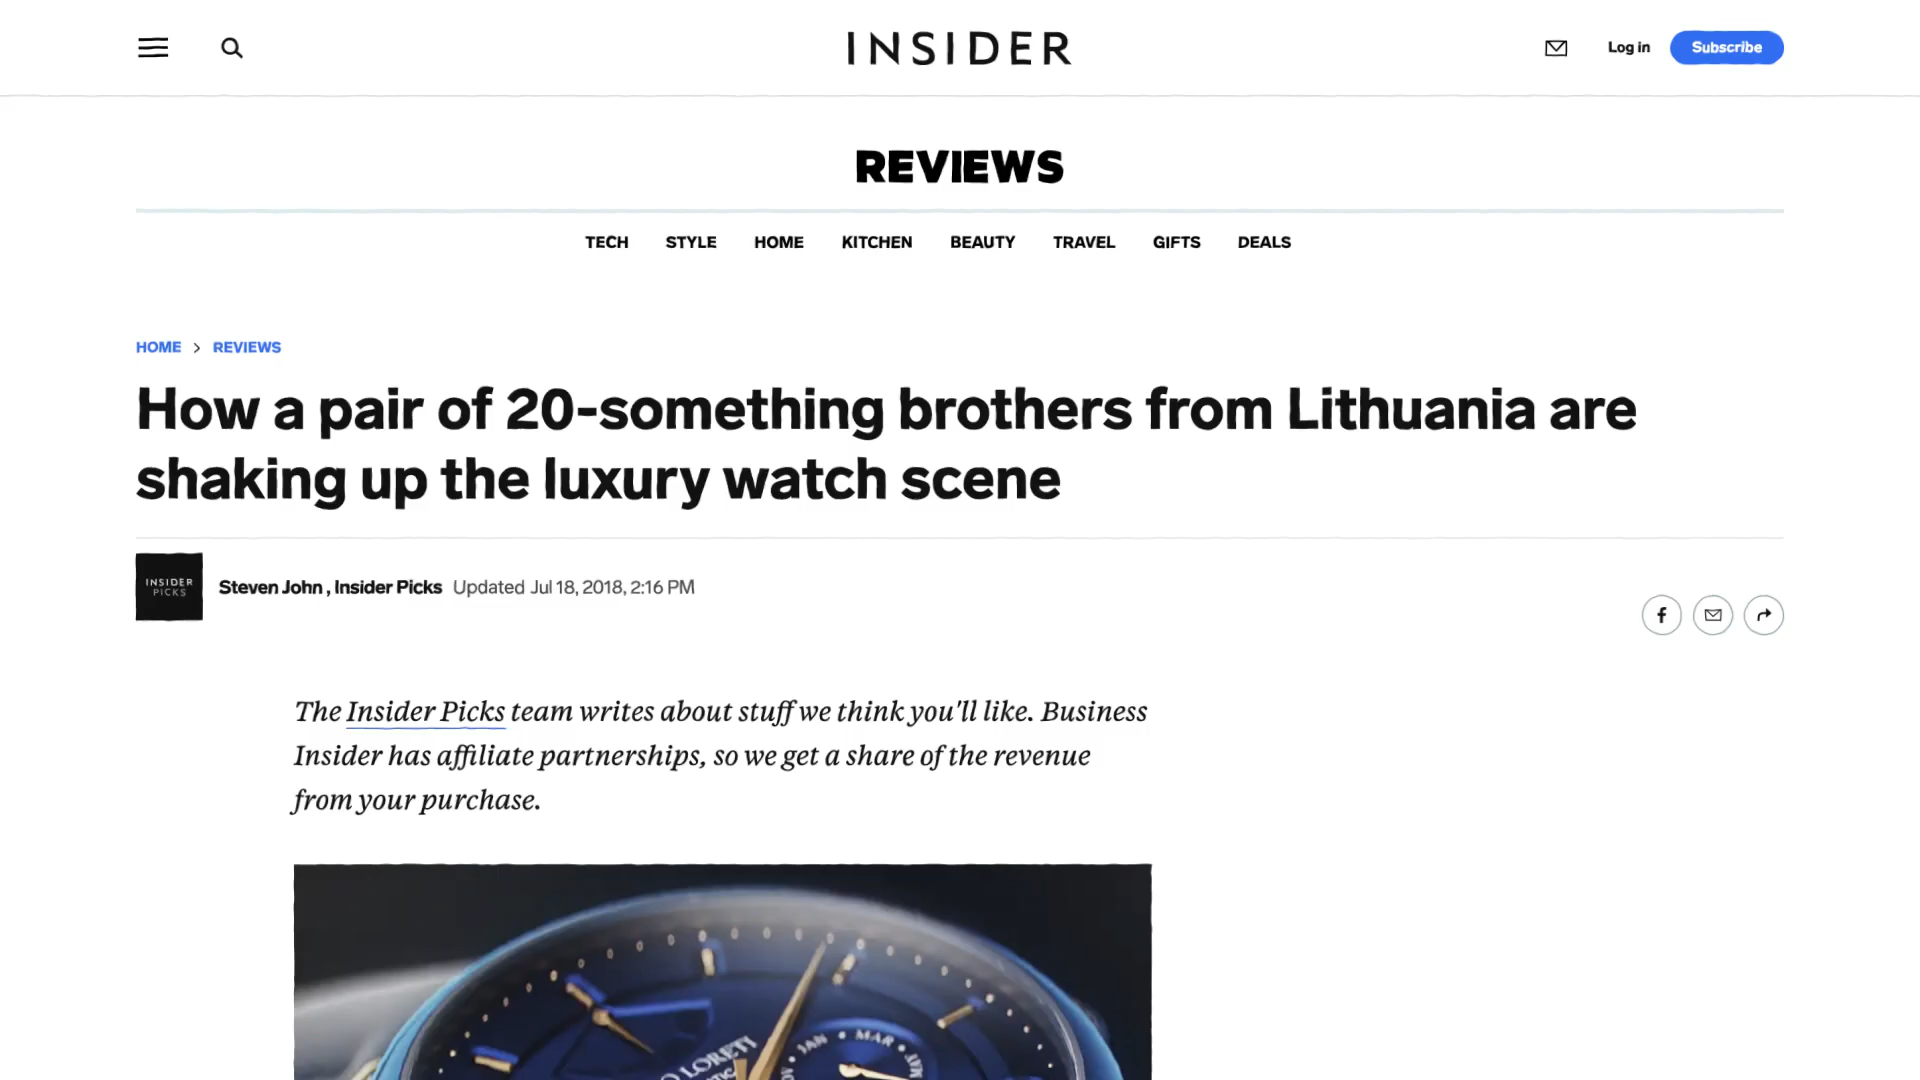 INSIDER
Log in
Subscribe
REVIEWS
TECH STYLE HOME KITCHEN BEAUTY TRAVEL GIFTS DEALS
HOME > REVIEWS
How a pair of 20-something brothers from Lithuania are
shaking up the luxury watch scene
INSIDER
PICKS
Steven John , Insider Picks Updated Jul 18, 2018, 2:16 PM
The Insider Picks team writes about stuff we think you'll like. Business
Insider has affiliate partnerships, so we get a share of the revenue
from your purchase.
LORETI
JAN • MAR •